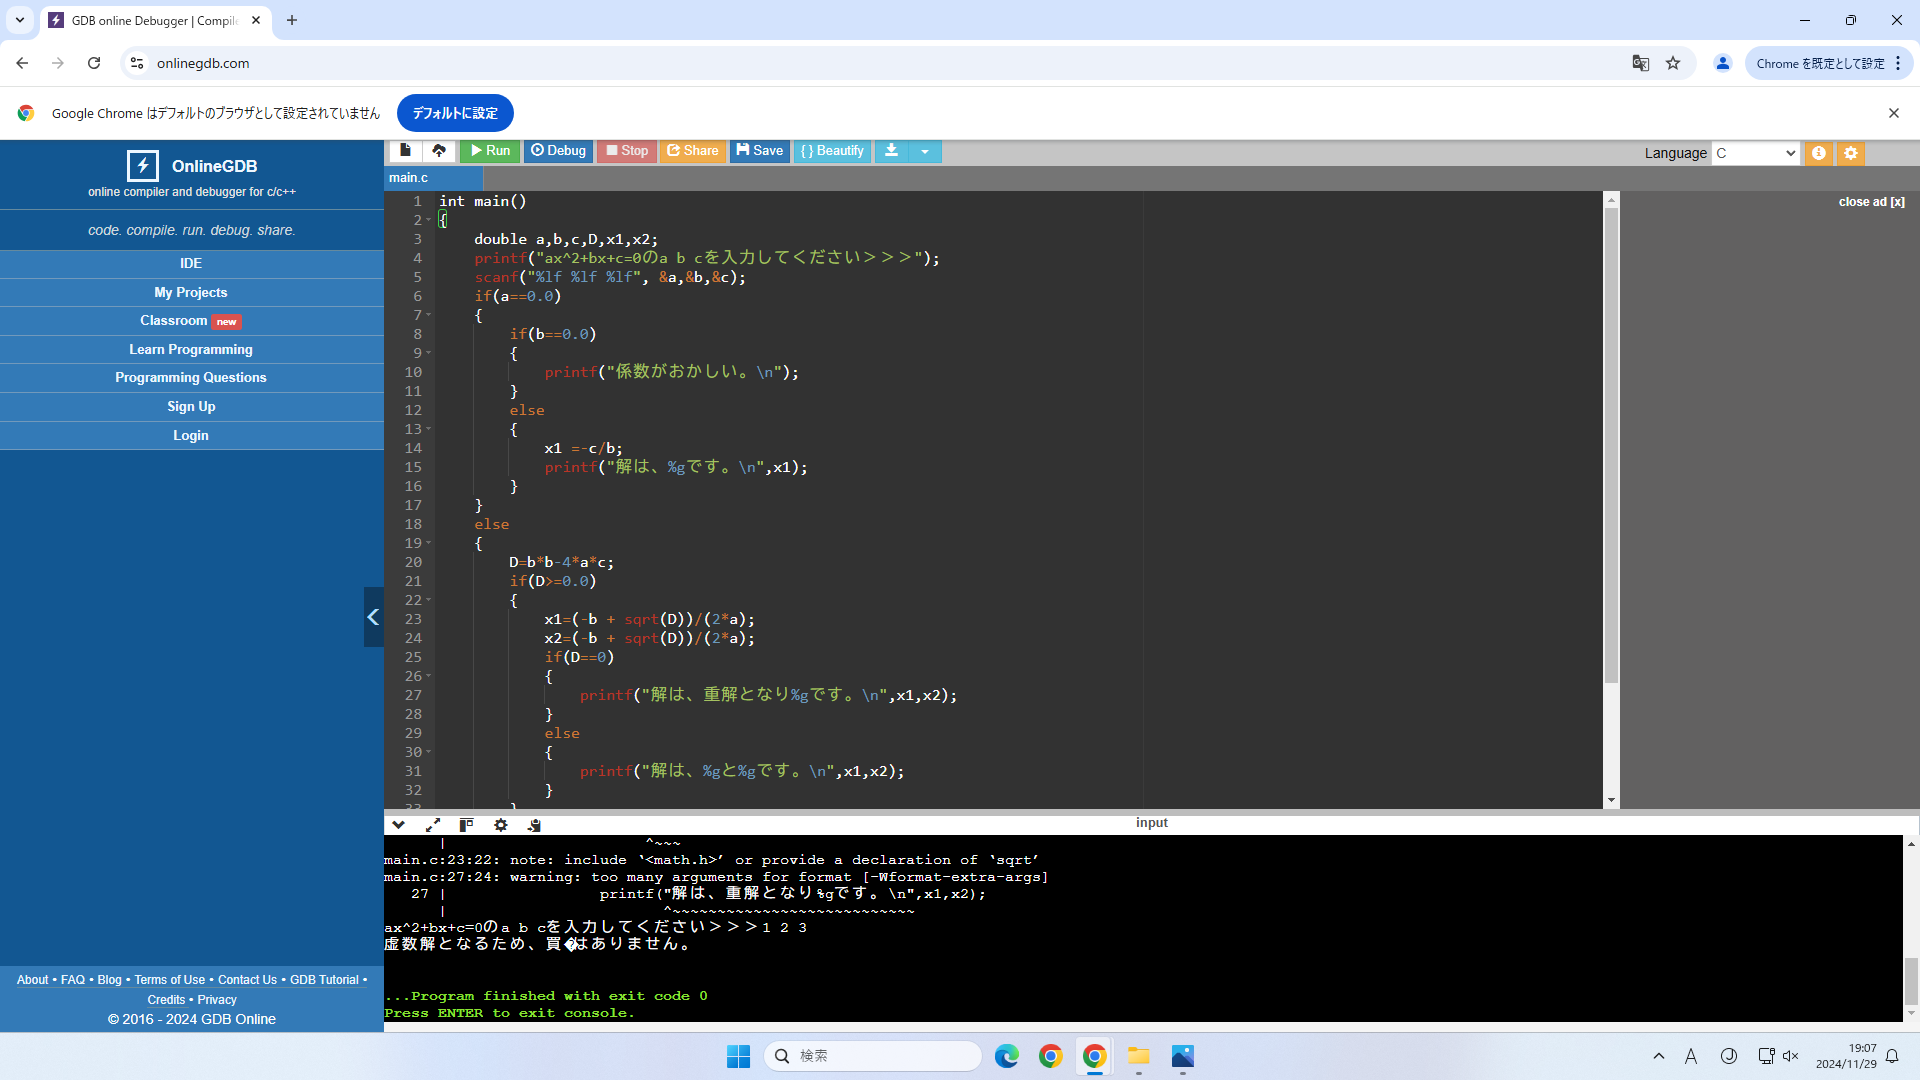 GDB online Debugger | Compile
onlinegdb.com
Chrome を既定として設定
Google Chrome はデフォルトのブラウザとして設定されていません
デフォルトに設定
OnlineGDB
online compiler and debugger for c/c++
code. compile. run. debug. share.
IDE
My Projects
Classroom new
Learn Programming
Programming Questions
Sign Up
Login
About • FAQ • Blog • Terms of Use • Contact Us • GDB Tutorial •
Credits • Privacy
© 2016 - 2024 GDB Online
Run Debug Stop Share Save { } Beautify
Language C
main.c
close ad [x]
1 int main()
2 {
3     double a,b,c,D,x1,x2;
4     printf("ax^2+bx+c=0のa b cを入力してください＞＞＞");
5     scanf("%lf %lf %lf", &a,&b,&c);
6     if(a==0.0)
7     {
8         if(b==0.0)
9         {
10             printf("係数がおかしい。\n");
11         }
12         else
13         {
14             x1 =-c/b;
15             printf("解は、%gです。\n",x1);
16         }
17     }
18     else
19     {
20         D=b*b-4*a*c;
21         if(D>=0.0)
22         {
23             x1=(-b + sqrt(D))/(2*a);
24             x2=(-b + sqrt(D))/(2*a);
25             if(D==0)
26             {
27                 printf("解は、重解となり%gです。\n",x1,x2);
28             }
29             else
30             {
31                 printf("解は、%gと%gです。\n",x1,x2);
32             }
33         }
input
| ^~~~
main.c:23:22: note: include ‘<math.h>’ or provide a declaration of ‘sqrt’
main.c:27:24: warning: too many arguments for format [-Wformat-extra-args]
27 |                 printf("解は、重解となり%gです。\n",x1,x2);
| ^~~~~~~~~~~~~~~~~~~~~~~~~~~~
ax^2+bx+c=0のa b cを入力してください＞＞＞1 2 3
虚数解となるため、買�はありません。
...Program finished with exit code 0
Press ENTER to exit console.
検索
A
19:07
2024/11/29